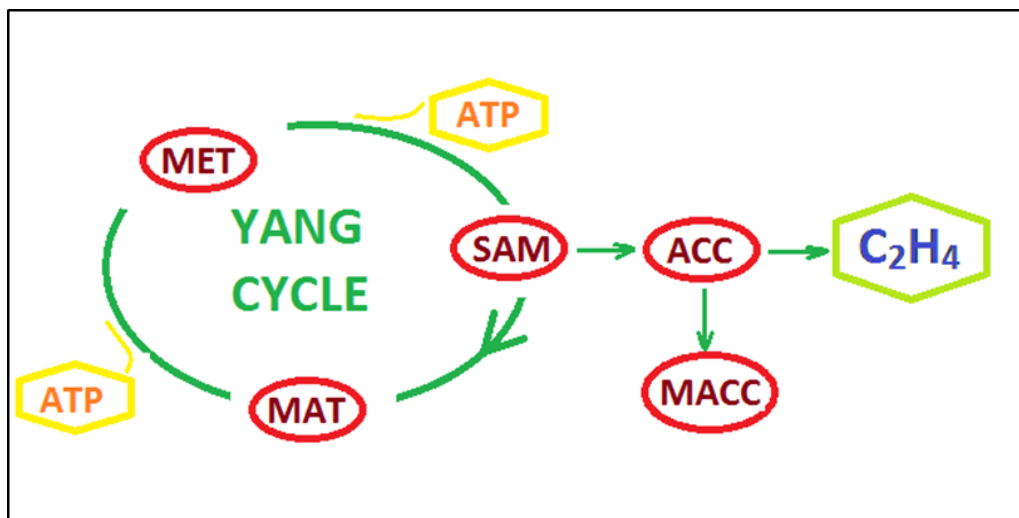 ATP
MET
YANG
CYCLE
SAM
ACC
C₂H₄
ATP
MAT
MACC